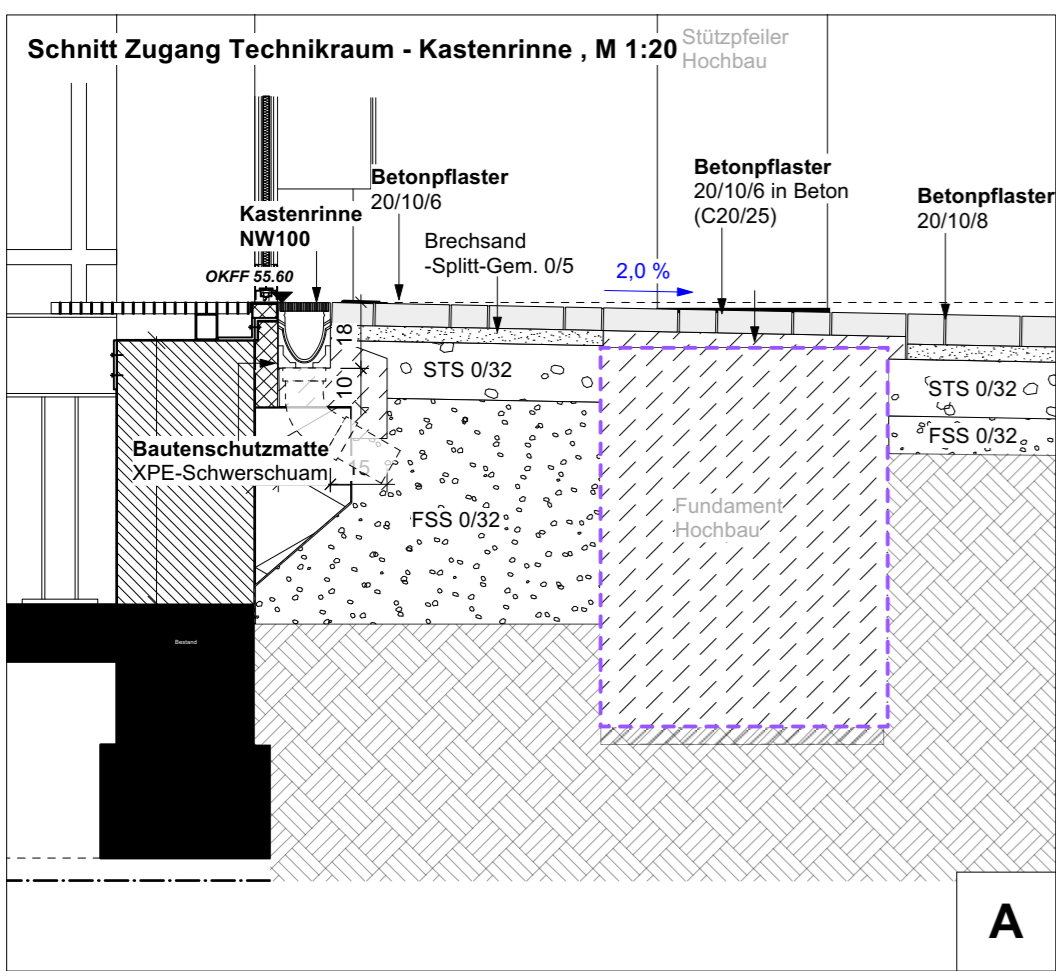 Schnitt Zugang Technikraum - Kastenrinne , M 1:20
Stützpfeiler
Hochbau
Betonpflaster
20/10/6
Betonpflaster
20/10/6 in Beton
(C20/25)
Betonpflaster
20/10/8
Kastenrinne
NW100
Brechsand
-Splitt-Gem. 0/5
OKFF 55.60
2,0 %
18
10
15
STS 0/32
STS 0/32
FSS 0/32
Bautenschutzmatte
XPE-Schwerschuam
FSS 0/32
Fundament
Hochbau
Bestand
A